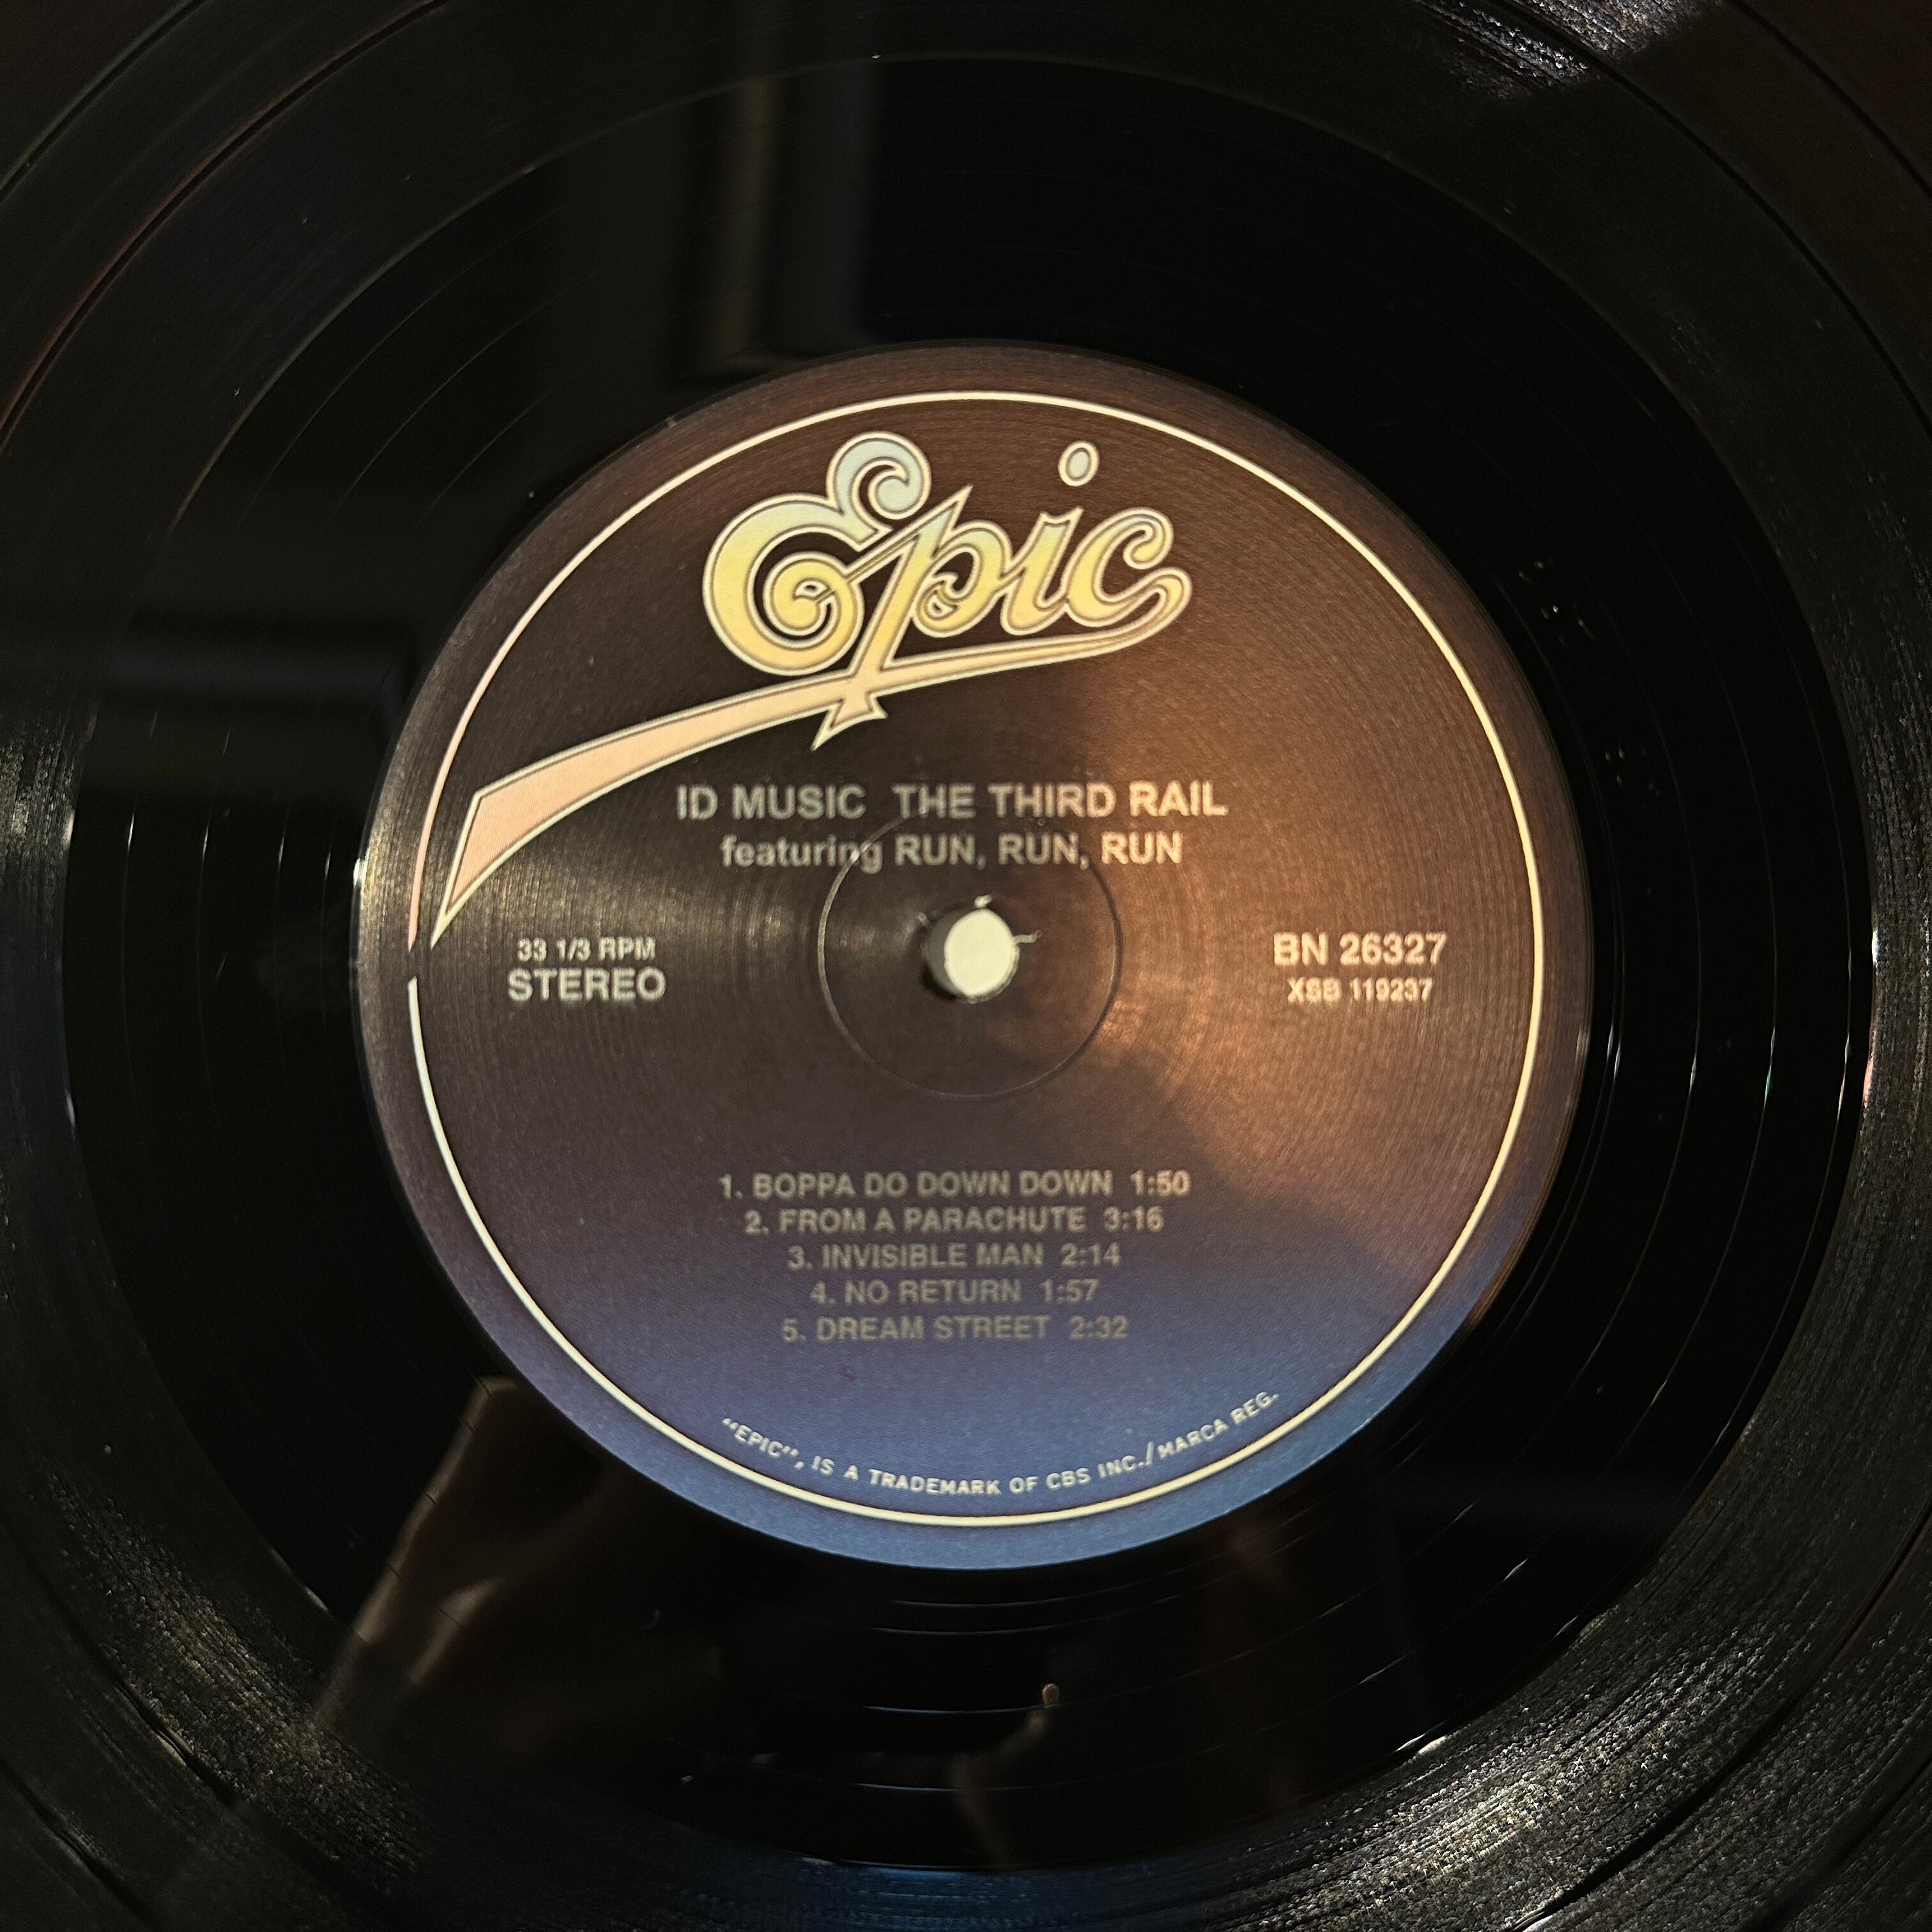 Epic
ID MUSIC THE THIRD RAIL
featuring RUN, RUN, RUN
33 1/3 RPM
STEREO
BN 26327
XSB 119237
1. BOPPA DO DOWN DOWN 1:50
2. FROM A PARACHUTE 3:16
3. INVISIBLE MAN 2:14
4. NO RETURN 1:57
5. DREAM STREET 2:32
"EPIC", IS A TRADEMARK OF CBS INC./MARCA REG.